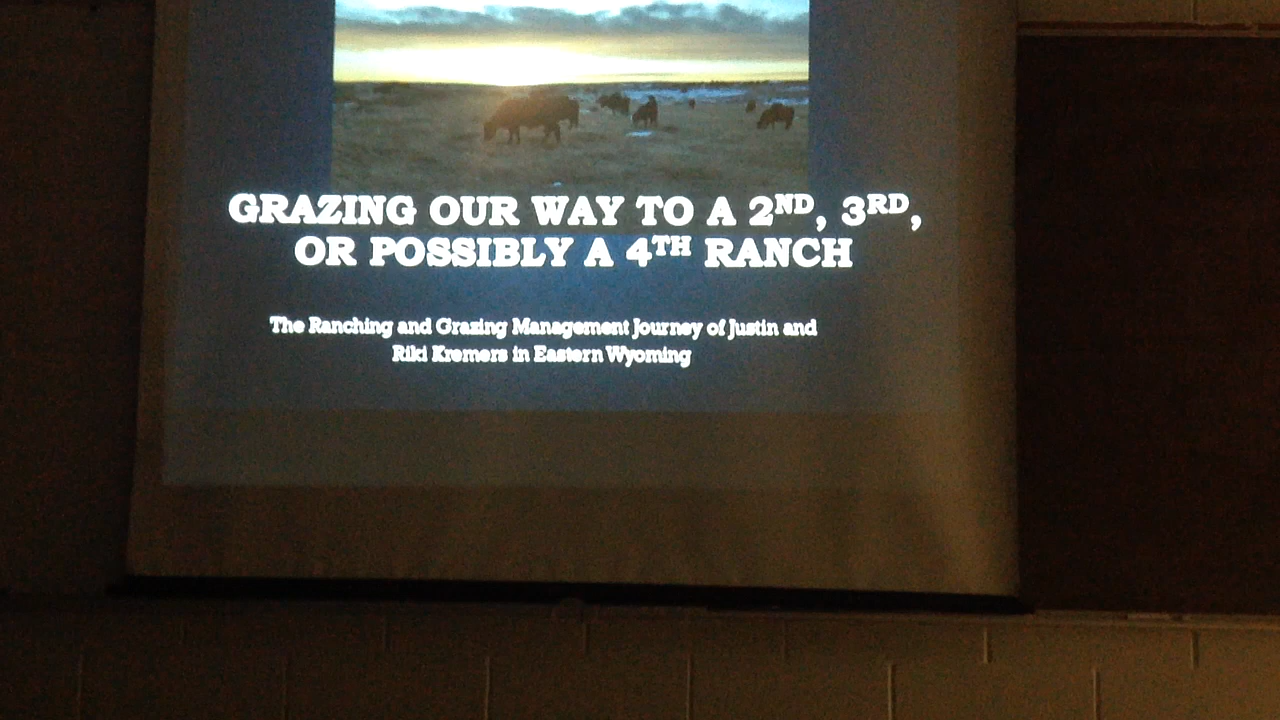 GRAZING OUR WAY TO A 2ND, 3RD,
OR POSSIBLY A 4TH RANCH
The Ranching and Grazing Management Journey of Justin and
Riki Kremers in Eastern Wyoming